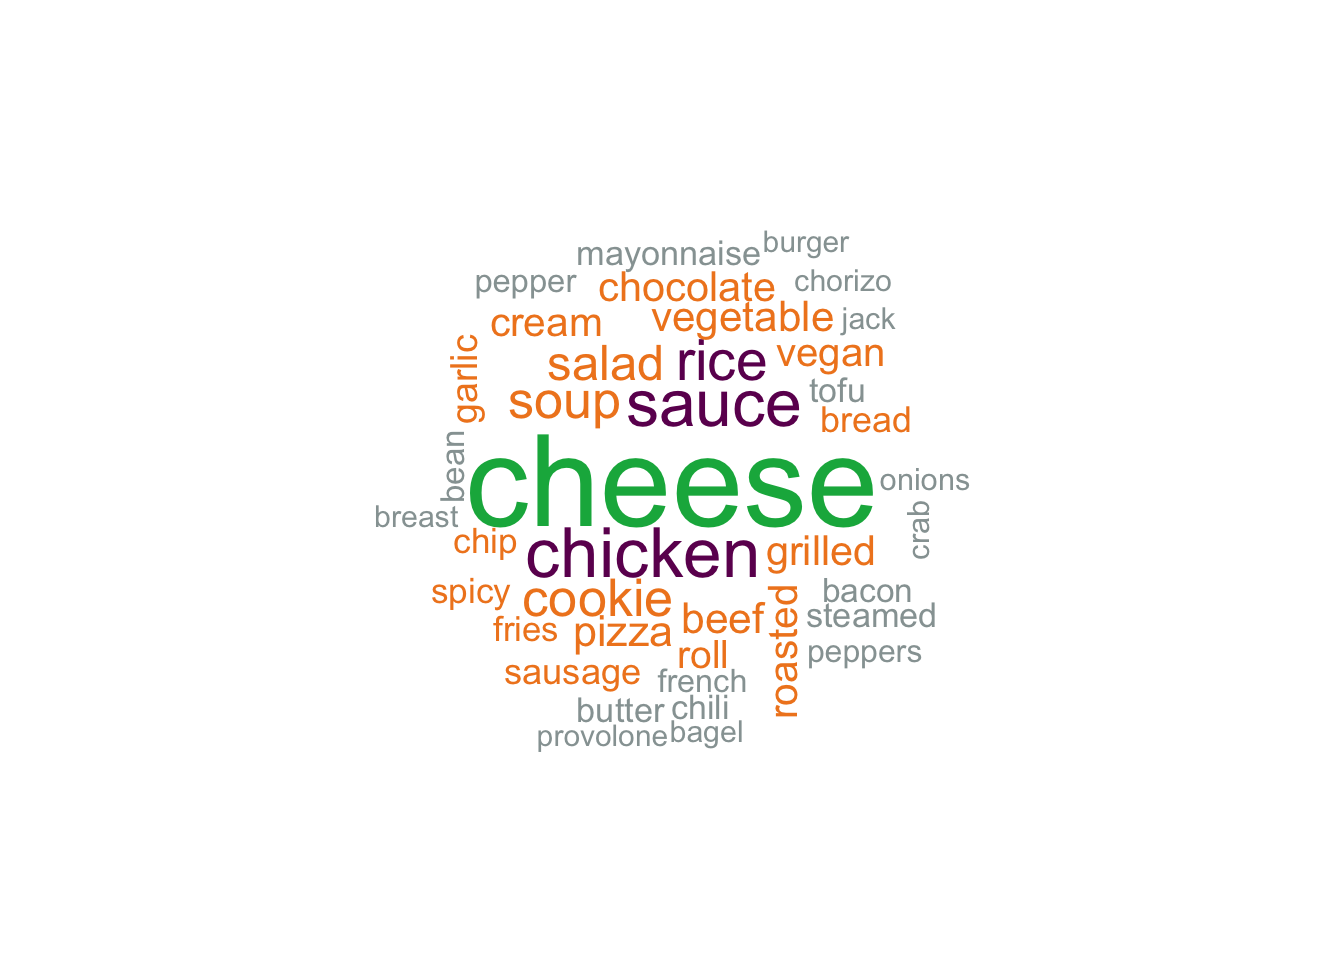 burger
mayonnaise
pepper
chocolate
chorizo
cream
vegetable
jack
garlic
salad
rice
vegan
soup
sauce
tofu
bread
bean
cheese
onions
breast
crab
chip
chicken
grilled
spicy
cookie
bacon
fries
pizza
beef
roasted
steamed
sausage
roll
peppers
french
butter
chili
provolone
bagel